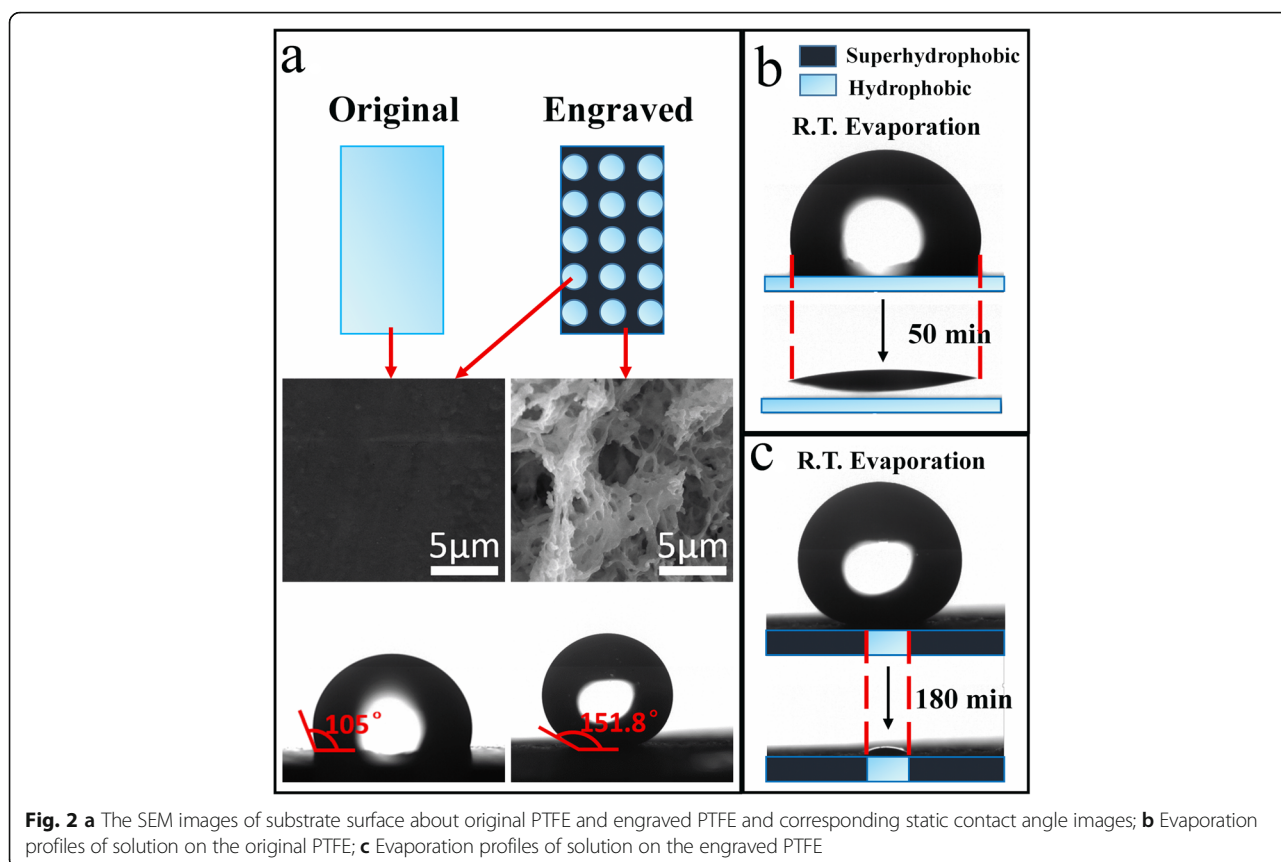 a
Original Engraved
5μm 5μm
105° 151.8°
b
Superhydrophobic
Hydrophobic
R.T. Evaporation
50 min
c
R.T. Evaporation
180 min
Fig. 2 a The SEM images of substrate surface about original PTFE and engraved PTFE and corresponding static contact angle images; b Evaporation
profiles of solution on the original PTFE; c Evaporation profiles of solution on the engraved PTFE